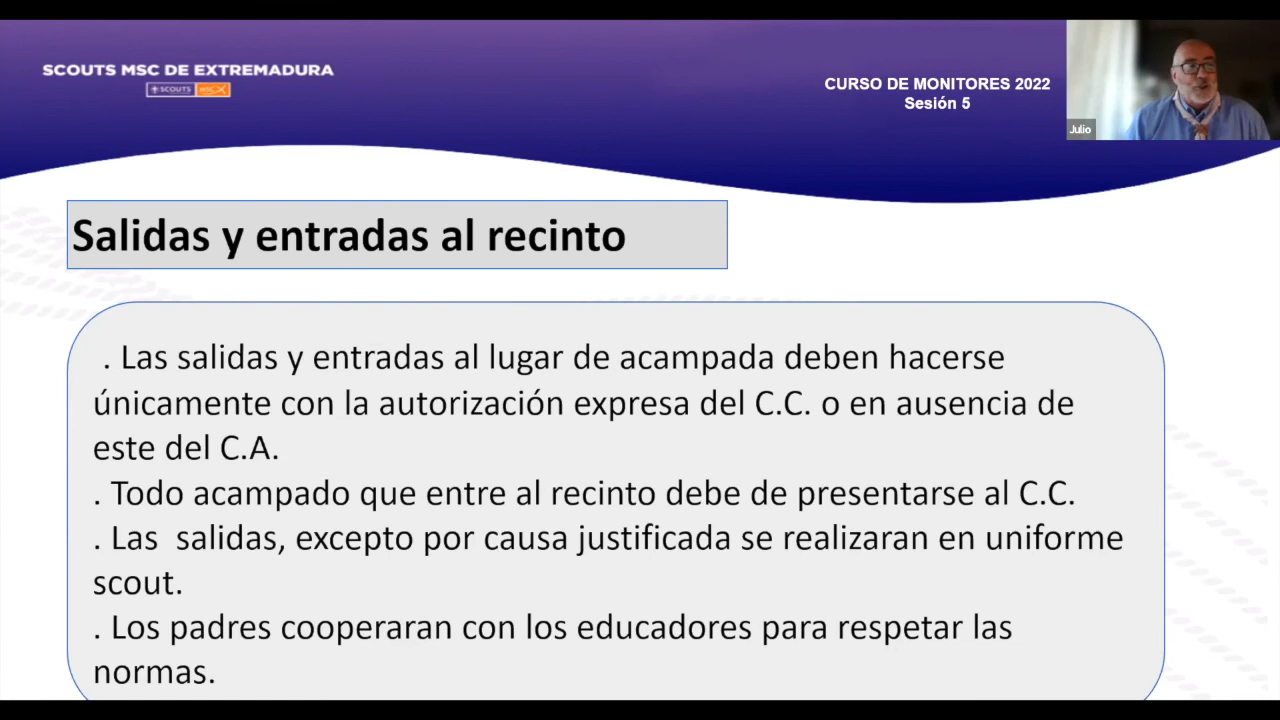 SCOUTS MSC DE EXTREMADURA
SCOUTS MSC
CURSO DE MONITORES 2022
Sesión 5
Julio
Salidas y entradas al recinto
. Las salidas y entradas al lugar de acampada deben hacerse
únicamente con la autorización expresa del C.C. o en ausencia de
este del C.A.
. Todo acampado que entre al recinto debe de presentarse al C.C.
. Las  salidas, excepto por causa justificada se realizaran en uniforme
scout.
. Los padres cooperaran con los educadores para respetar las
normas.